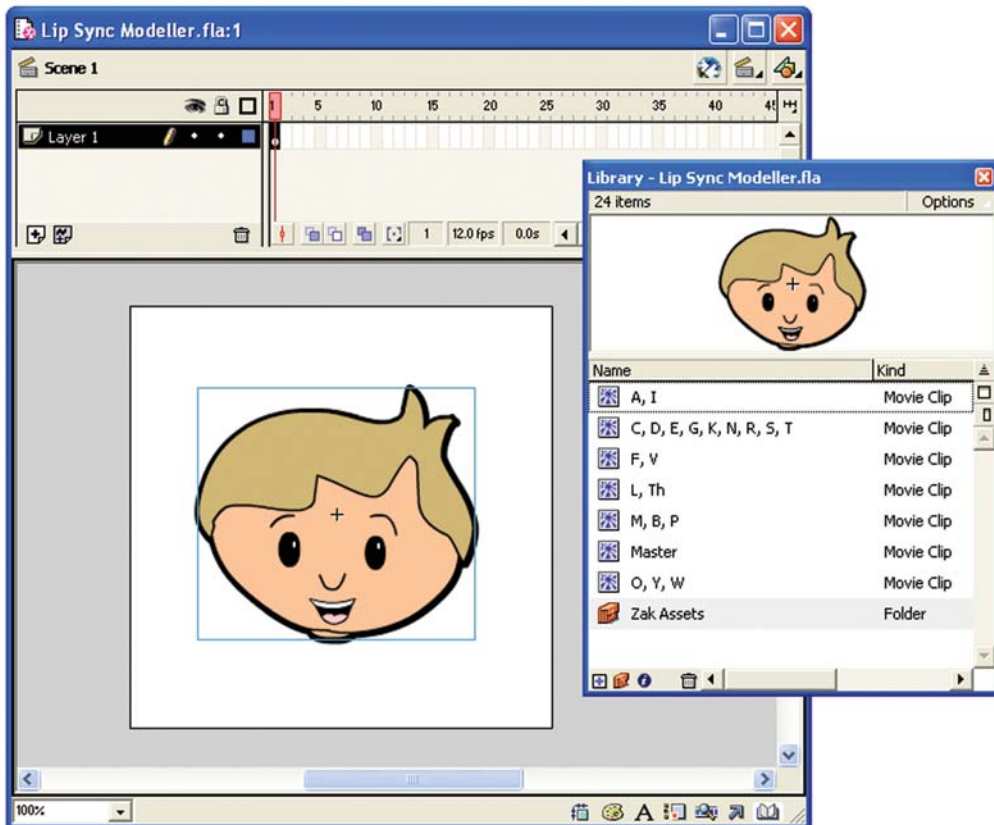 Lip Sync Modeller.fla:1
Scene 1
1 5 10 15 20 25 30 35 40
Layer 1
1 12.0 fps 0.0s
Library - Lip Sync Modeller.fla
24 items Options
Name Kind
A, I Movie Clip
C, D, E, G, K, N, R, S, T Movie Clip
F, V Movie Clip
L, Th Movie Clip
M, B, P Movie Clip
Master Movie Clip
O, Y, W Movie Clip
Zak Assets Folder
100%